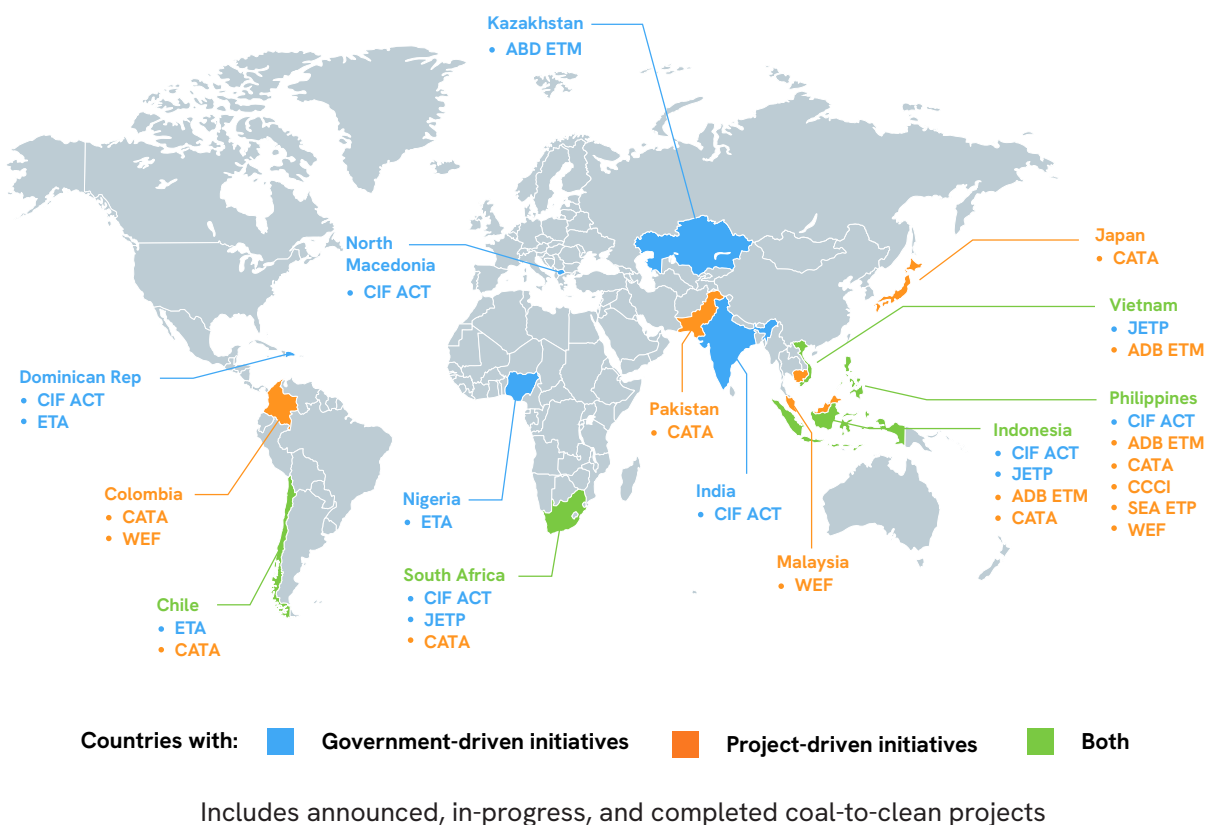 Kazakhstan
• ABD ETM
North
Macedonia
• CIF ACT
Japan
• CATA
Vietnam
• JETP
• ADB ETM
Dominican Rep
• CIF ACT
• ETA
Pakistan
• CATA
Philippines
• CIF ACT
• ADB ETM
• CATA
• CCCI
• SEA ETP
• WEF
Indonesia
• CIF ACT
• JETP
• ADB ETM
• CATA
Colombia
• CATA
• WEF
Nigeria
• ETA
India
• CIF ACT
Malaysia
• WEF
South Africa
• CIF ACT
• JETP
• CATA
Chile
• ETA
• CATA
Countries with: Government-driven initiatives Project-driven initiatives Both
Includes announced, in-progress, and completed coal-to-clean projects